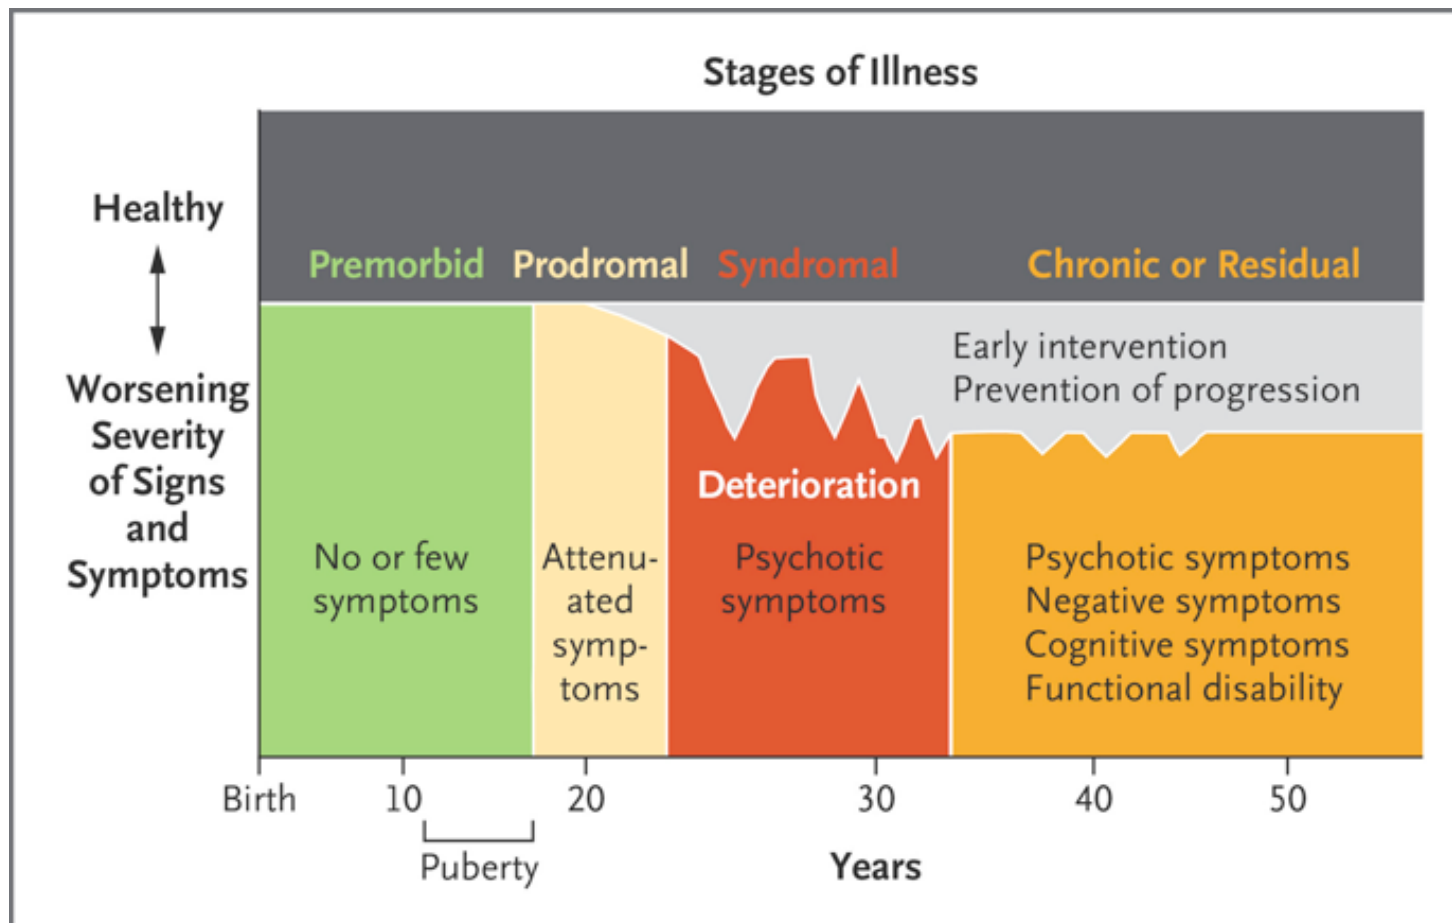 Stages of Illness
Healthy
Worsening
Severity
of Signs
and
Symptoms
Premorbid
Prodromal
Syndromal
Chronic or Residual
Early intervention
Prevention of progression
Deterioration
No or few
symptoms
Attenu-
ated
symp-
toms
Psychotic
symptoms
Psychotic symptoms
Negative symptoms
Cognitive symptoms
Functional disability
Birth
10
20
30
40
50
Puberty
Years